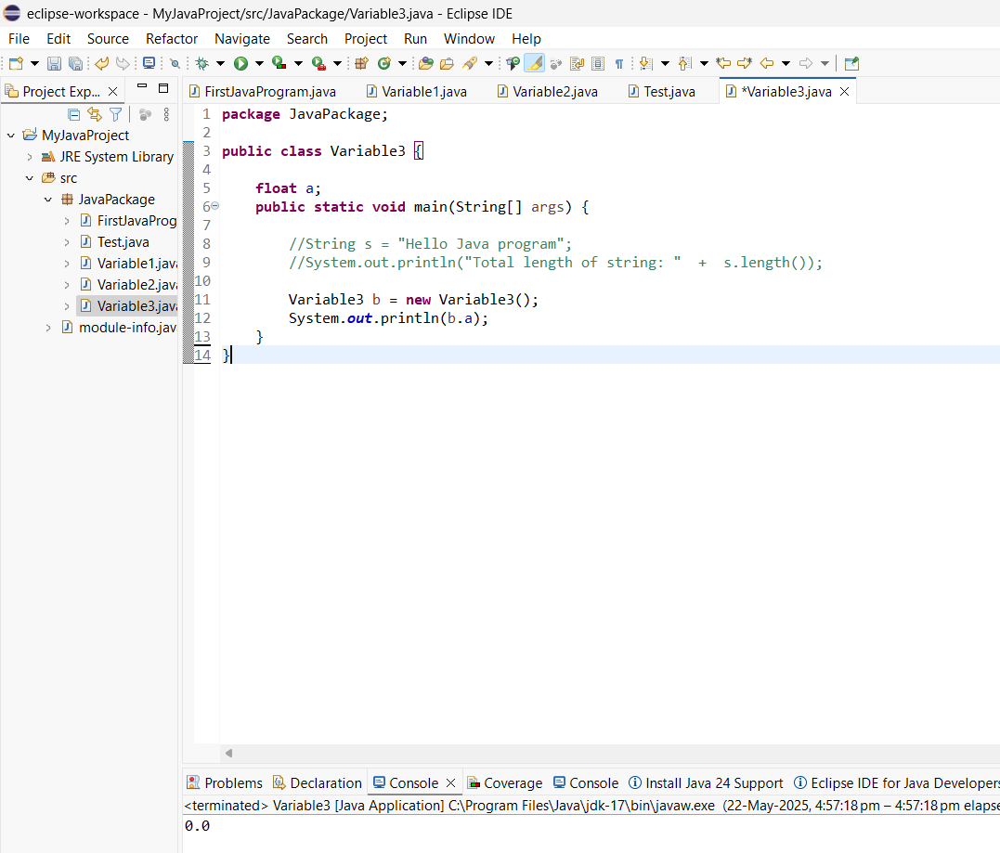 eclipse-workspace - MyJavaProject/src/JavaPackage/Variable3.java - Eclipse IDE
File Edit Source Refactor Navigate Search Project Run Window Help
Project Exp...
FirstJavaProgram.java Variable1.java Variable2.java Test.java *Variable3.java
MyJavaProject
JRE System Library
src
JavaPackage
FirstJavaProg
Test.java
Variable1.java
Variable2.java
Variable3.java
module-info.jav
1 package JavaPackage;
2
3 public class Variable3 {
4
5     float a;
6     public static void main(String[] args) {
7
8         //String s = "Hello Java program";
9         //System.out.println("Total length of string: "  +  s.length());
10
11         Variable3 b = new Variable3();
12         System.out.println(b.a);
13     }
14 }
Problems Declaration Console Coverage Console Install Java 24 Support Eclipse IDE for Java Developers
<terminated> Variable3 [Java Application] C:\Program Files\Java\jdk-17\bin\javaw.exe (22-May-2025, 4:57:18 pm – 4:57:18 pm elapse
0.0